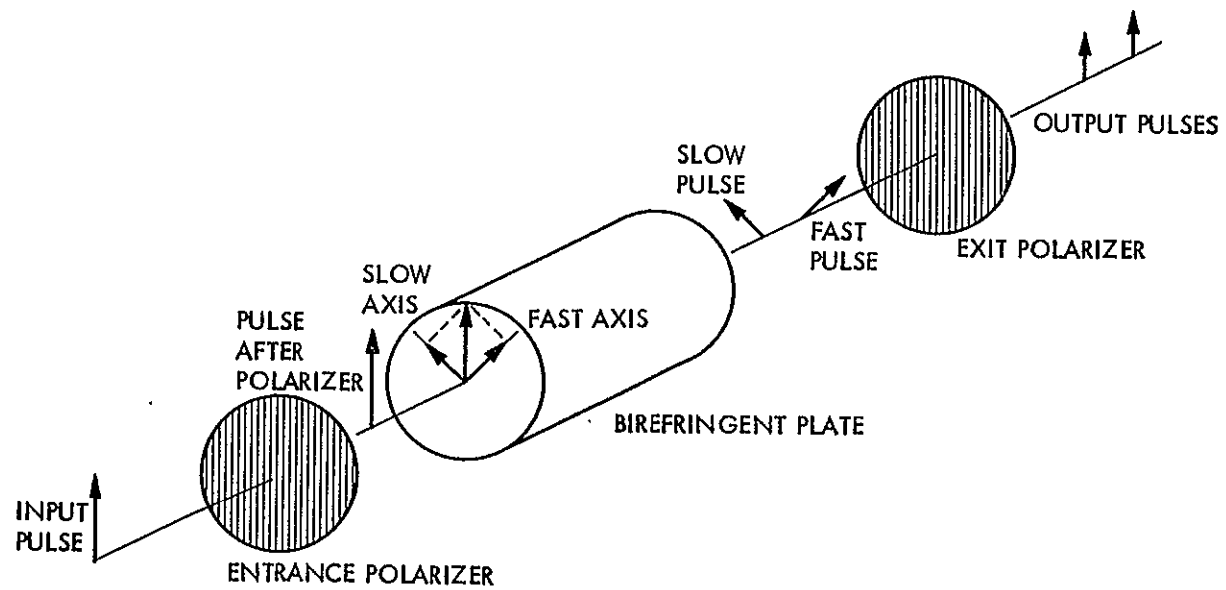 OUTPUT PULSES
SLOW
PULSE
FAST
PULSE
EXIT POLARIZER
SLOW
AXIS
FAST AXIS
PULSE
AFTER
POLARIZER
BIREFRINGENT PLATE
INPUT
PULSE
ENTRANCE POLARIZER